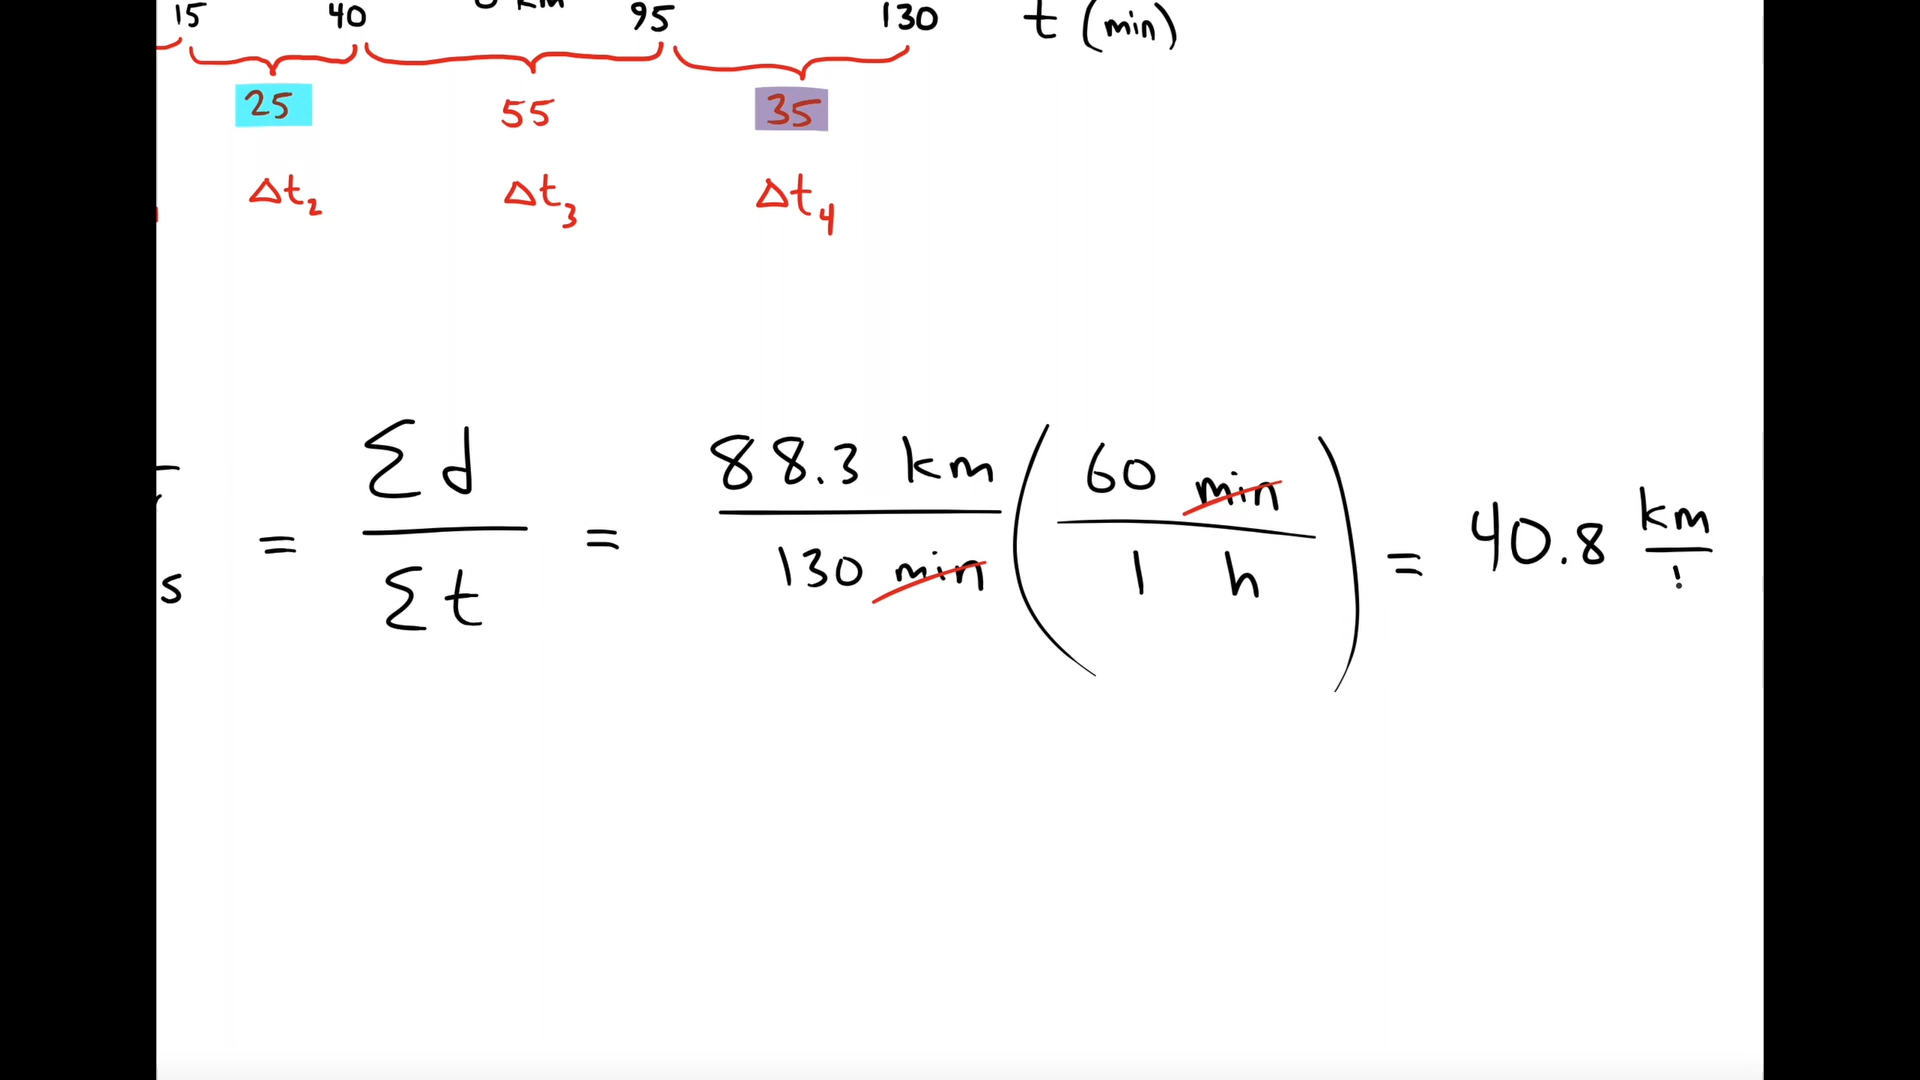 15 40 km 95 130 t (min)
25 55 35
Δt₂ Δt₃ Δt₄
s = Σd / Σt = 88.3 km / 130 min (60 min / 1 h) = 40.8 km